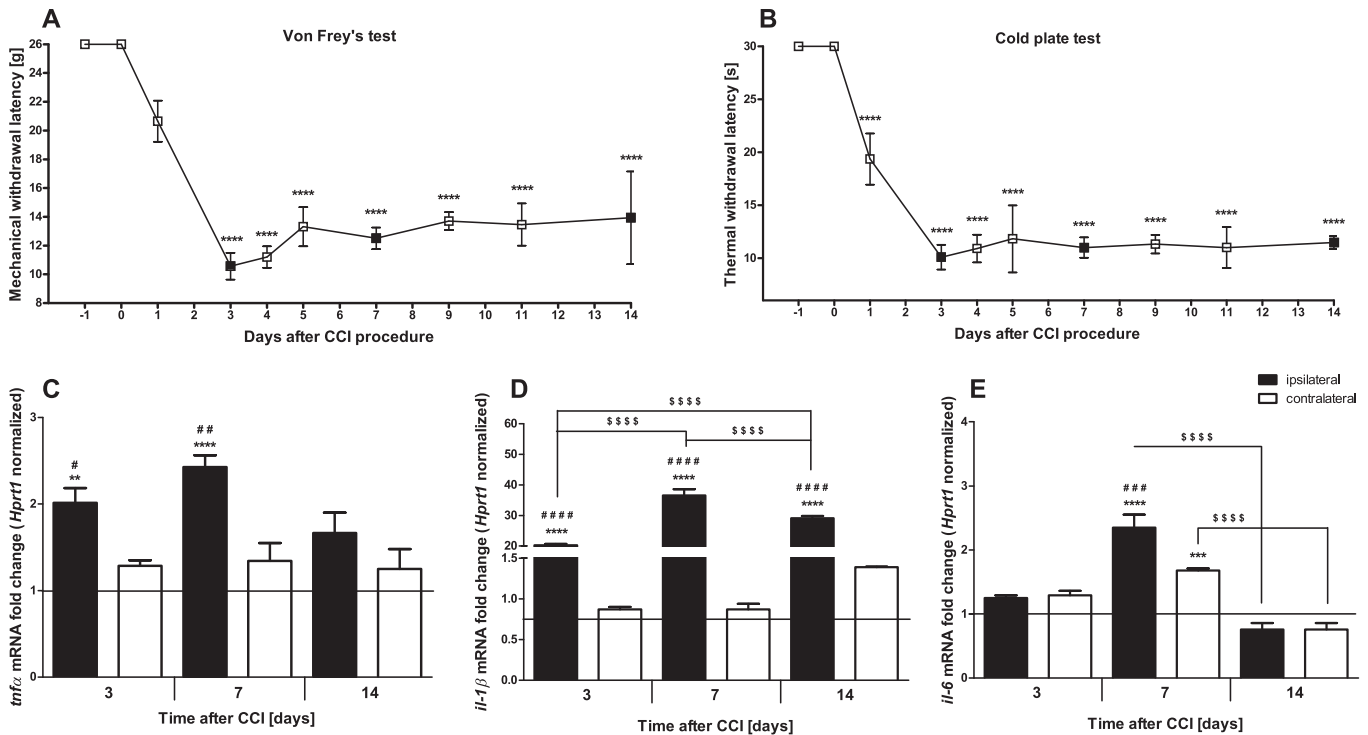 A
Von Frey's test
Mechanical withdrawal latency [g]
26
24
22
20
18
16
14
12
10
8
****
****
****
****
****
****
****
-1 0 1 2 3 4 5 6 7 8 9 10 11 12 13 14
Days after CCI procedure
B
Cold plate test
Thermal withdrawal latency [s]
30
25
20
15
10
****
****
****
****
****
****
****
****
-1 0 1 2 3 4 5 6 7 8 9 10 11 12 13 14
Days after CCI procedure
C
tnfα mRNA fold change (Hprt1 normalized)
3
2
1
0
#
**
##
****
3 7 14
Time after CCI [days]
D
il-1β mRNA fold change (Hprt1 normalized)
60
50
40
30
20
1.5
1.0
0.5
0.0
$$$$
$$$$
$$$$
####
****
####
****
####
****
3 7 14
Time after CCI [days]
E
ipsilateral
contralateral
il-6 mRNA fold change (Hprt1 normalized)
4
3
2
1
0
$$$$
###
****
$$$$
***
3 7 14
Time after CCI [days]